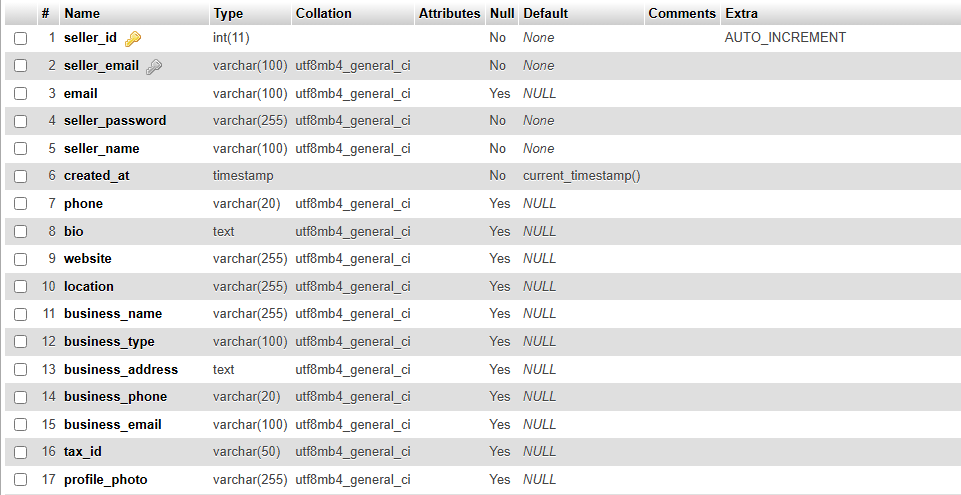 # Name Type Collation Attributes Null Default Comments Extra
1 seller_id int(11) No None AUTO_INCREMENT
2 seller_email varchar(100) utf8mb4_general_ci No None
3 email varchar(100) utf8mb4_general_ci Yes NULL
4 seller_password varchar(255) utf8mb4_general_ci No None
5 seller_name varchar(100) utf8mb4_general_ci No None
6 created_at timestamp No current_timestamp()
7 phone varchar(20) utf8mb4_general_ci Yes NULL
8 bio text utf8mb4_general_ci Yes NULL
9 website varchar(255) utf8mb4_general_ci Yes NULL
10 location varchar(255) utf8mb4_general_ci Yes NULL
11 business_name varchar(255) utf8mb4_general_ci Yes NULL
12 business_type varchar(100) utf8mb4_general_ci Yes NULL
13 business_address text utf8mb4_general_ci Yes NULL
14 business_phone varchar(20) utf8mb4_general_ci Yes NULL
15 business_email varchar(100) utf8mb4_general_ci Yes NULL
16 tax_id varchar(50) utf8mb4_general_ci Yes NULL
17 profile_photo varchar(255) utf8mb4_general_ci Yes NULL